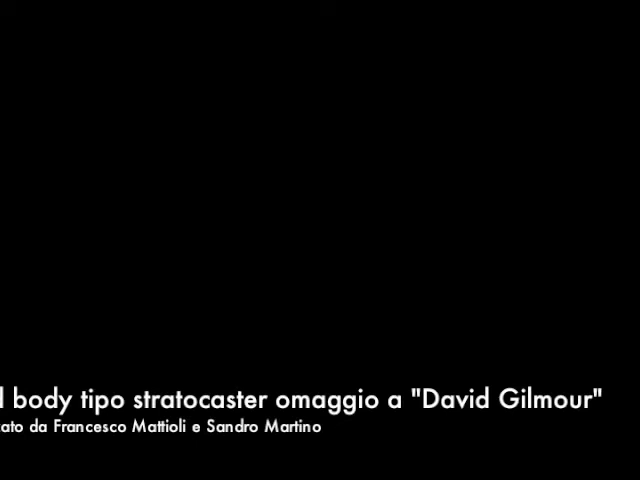 body tipo stratocaster omaggio a "David Gilmour"
da Francesco Mattioli e Sandro Martino